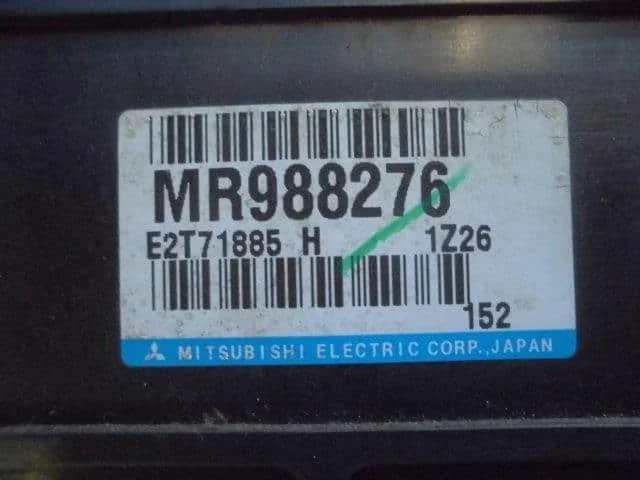 MR988276
E2T71885 H 1Z26
152
MITSUBISHI ELECTRIC CORP., JAPAN